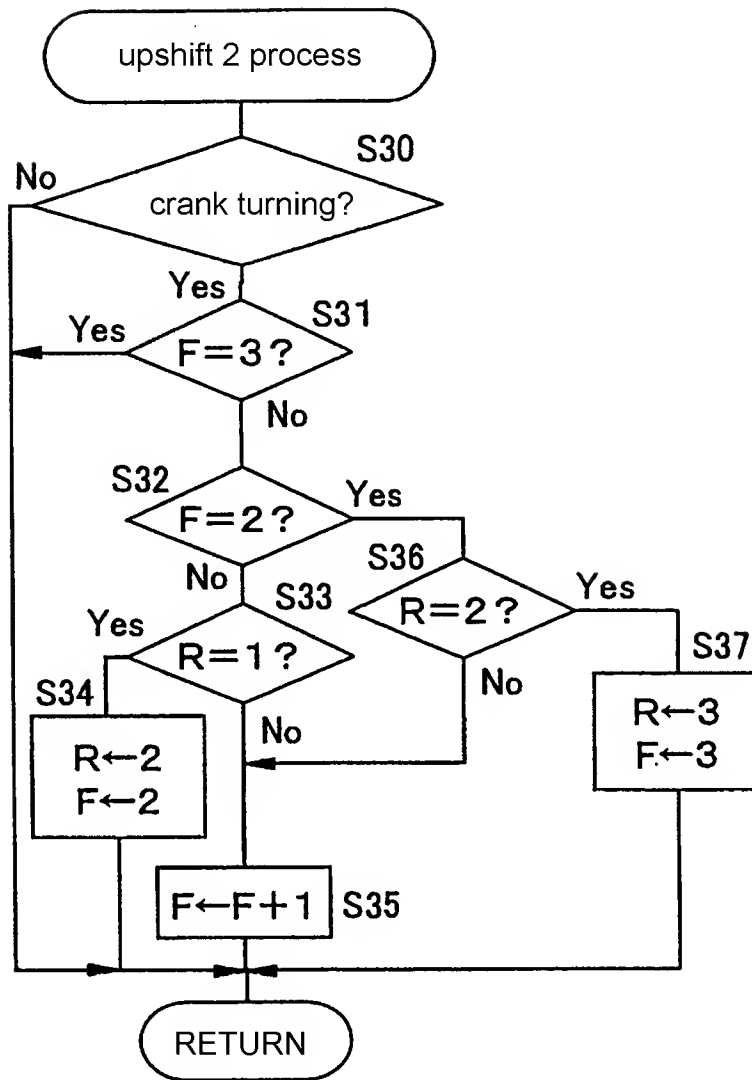 upshift 2 process
S30
No
crank turning?
Yes
S31
Yes
F=3?
No
S32
Yes
F=2?
S36
No
S33
Yes
Yes
R=2?
R=1?
S37
No
S34
No
R←3
F←3
R←2
F←2
F←F+1
S35
RETURN